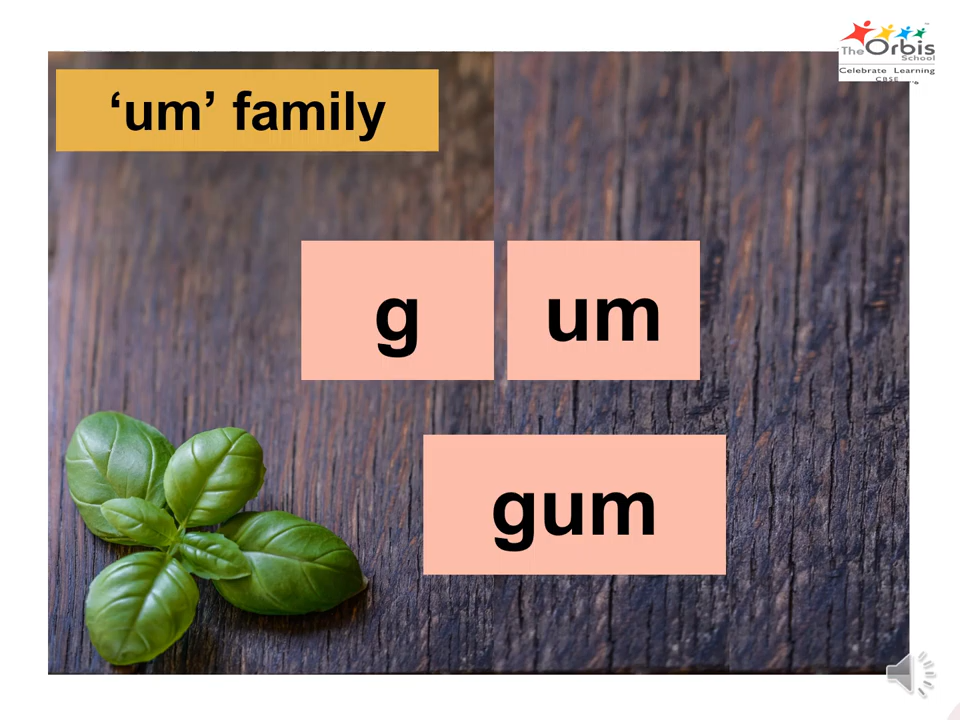 The Orbis
School
Celebrate Learning
CBSE
‘um’ family
g um
gum